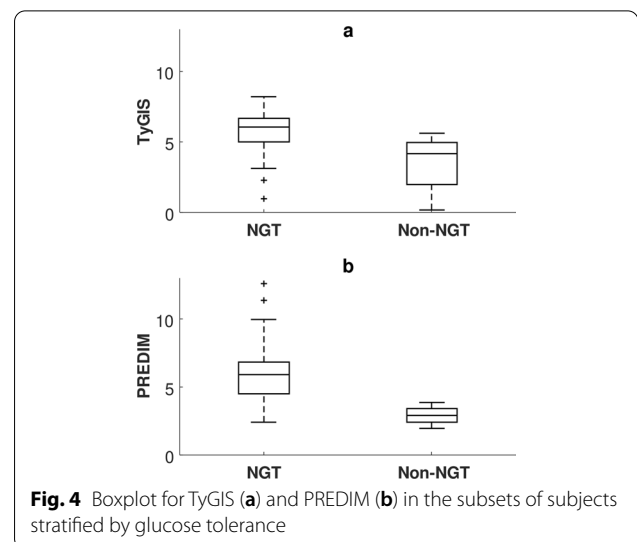 a
10
5
0
TyGIS
NGT Non-NGT
b
10
5
0
PREDIM
NGT Non-NGT
Fig. 4 Boxplot for TyGIS (a) and PREDIM (b) in the subsets of subjects
stratified by glucose tolerance